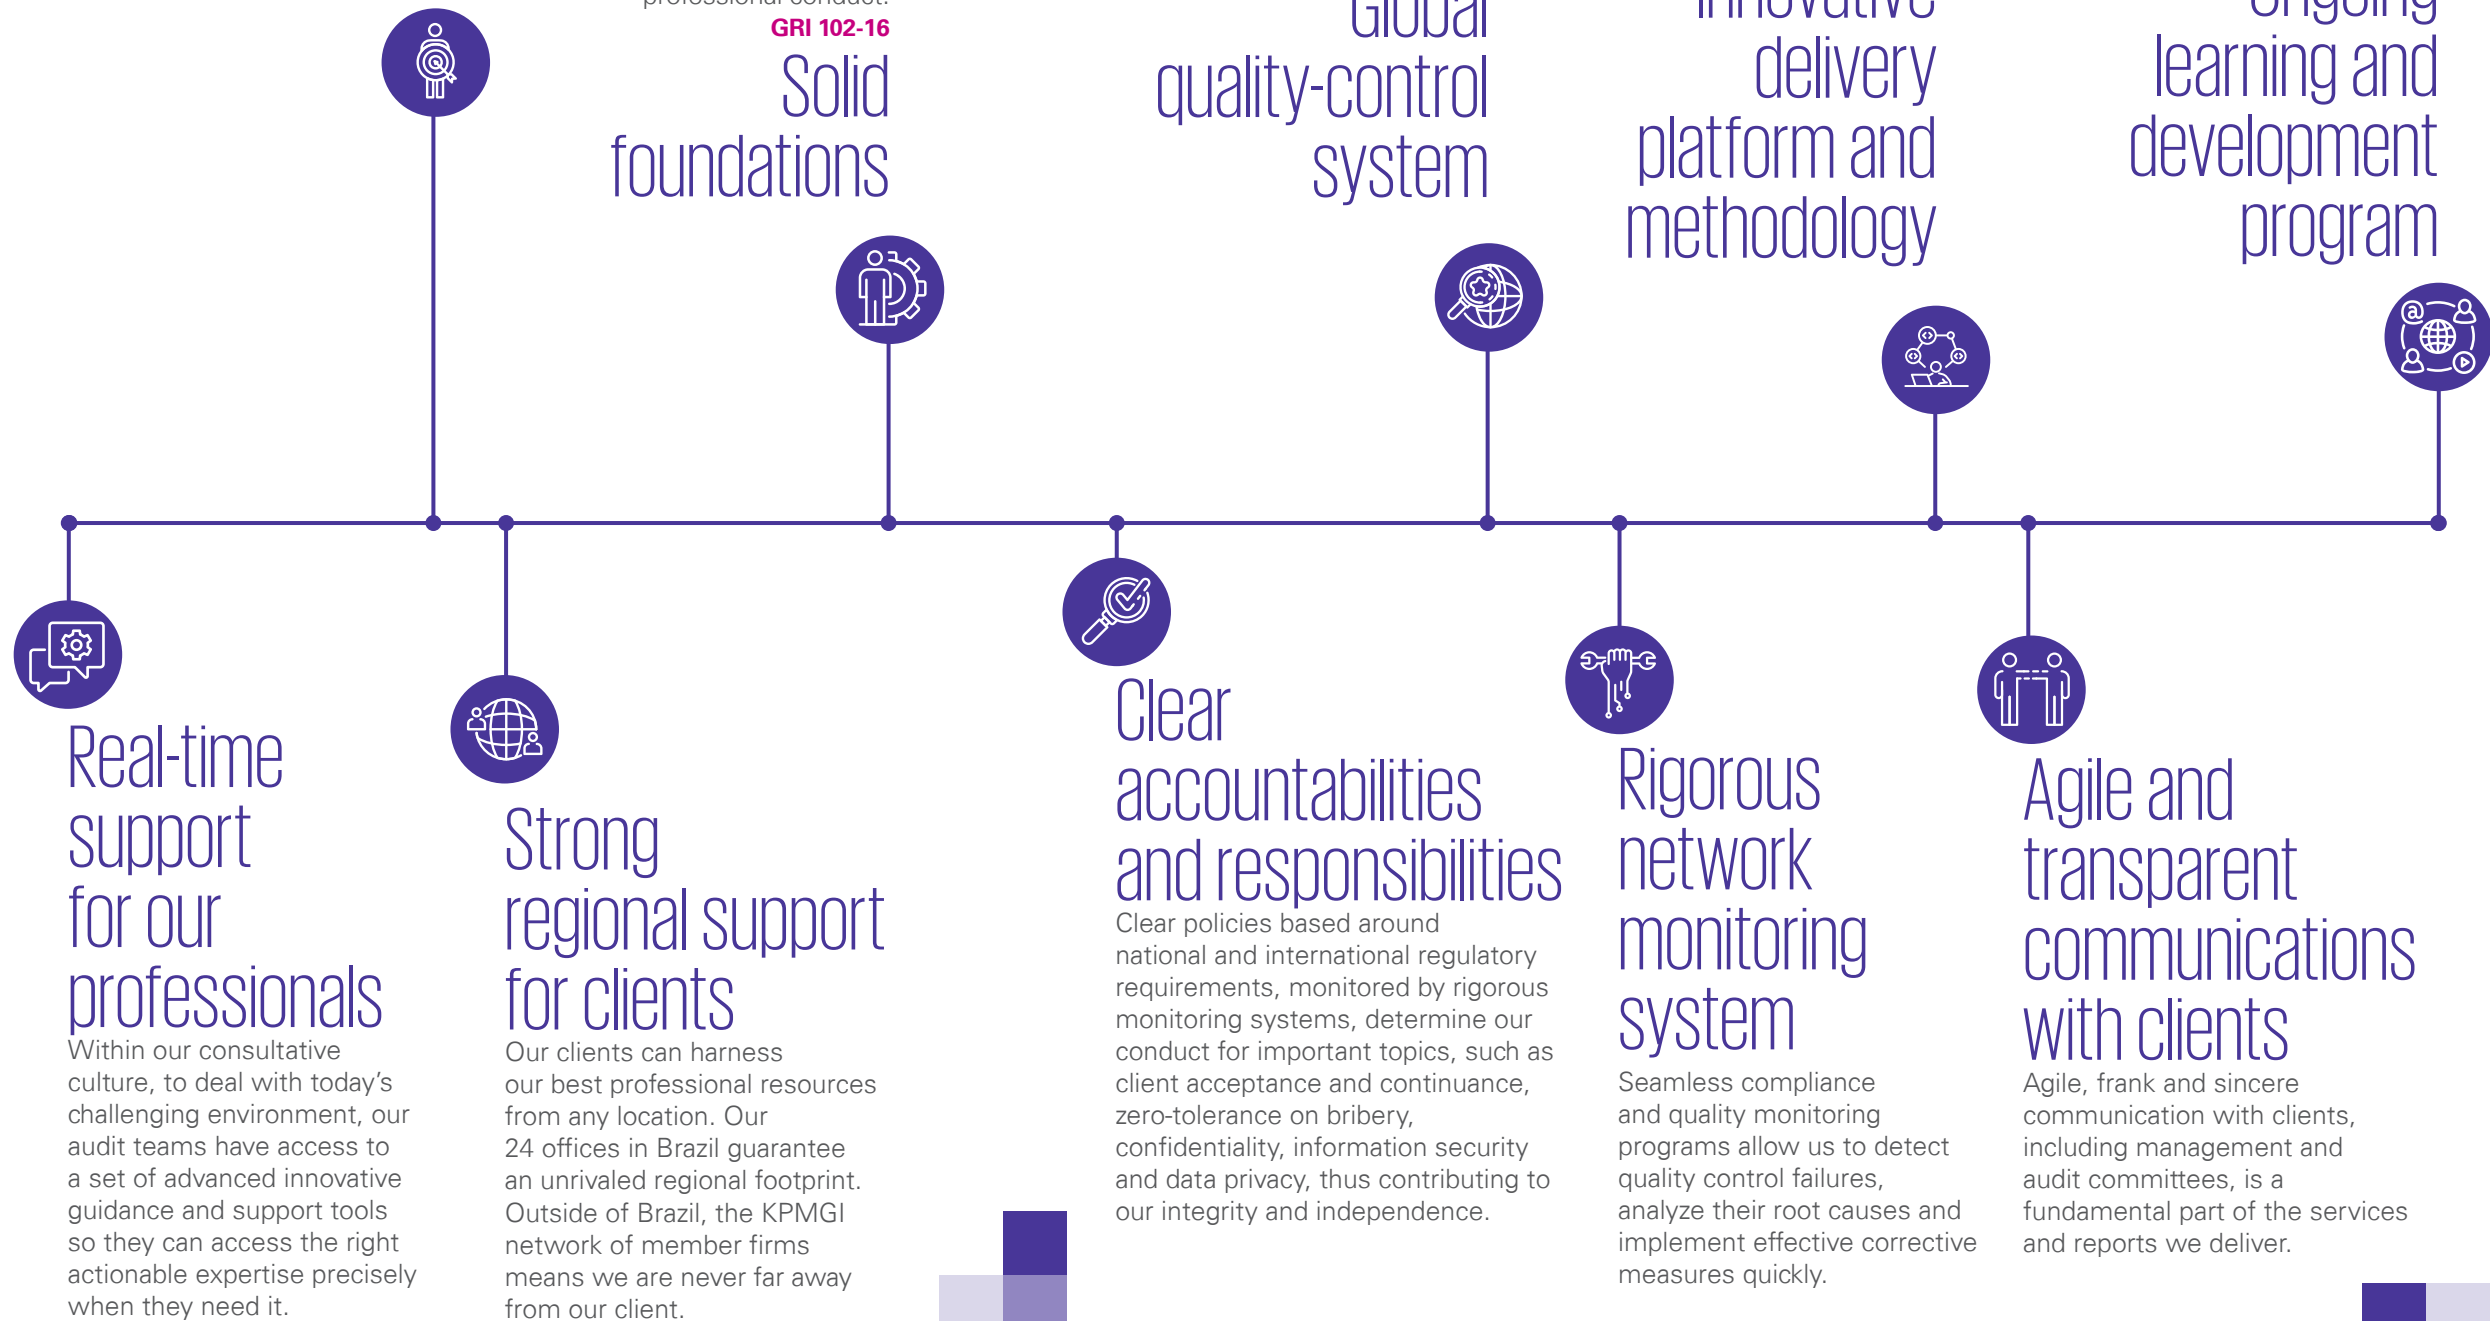 professional conduct.
GRI 102-16
Solid
foundations
Global
quality-control
system
Innovative
delivery
platform and
methodology
Ongoing
learning and
development
program
Real-time
support
for our
professionals
Within our consultative
culture, to deal with today’s
challenging environment, our
audit teams have access to
a set of advanced innovative
guidance and support tools
so they can access the right
actionable expertise precisely
when they need it.
Strong
regional support
for clients
Our clients can harness
our best professional resources
from any location. Our
24 offices in Brazil guarantee
an unrivaled regional footprint.
Outside of Brazil, the KPMGI
network of member firms
means we are never far away
from our client.
Clear
accountabilities
and responsibilities
Clear policies based around
national and international regulatory
requirements, monitored by rigorous
monitoring systems, determine our
conduct for important topics, such as
client acceptance and continuance,
zero-tolerance on bribery,
confidentiality, information security
and data privacy, thus contributing to
our integrity and independence.
Rigorous
network
monitoring
system
Seamless compliance
and quality monitoring
programs allow us to detect
quality control failures,
analyze their root causes and
implement effective corrective
measures quickly.
Agile and
transparent
communications
with clients
Agile, frank and sincere
communication with clients,
including management and
audit committees, is a
fundamental part of the services
and reports we deliver.